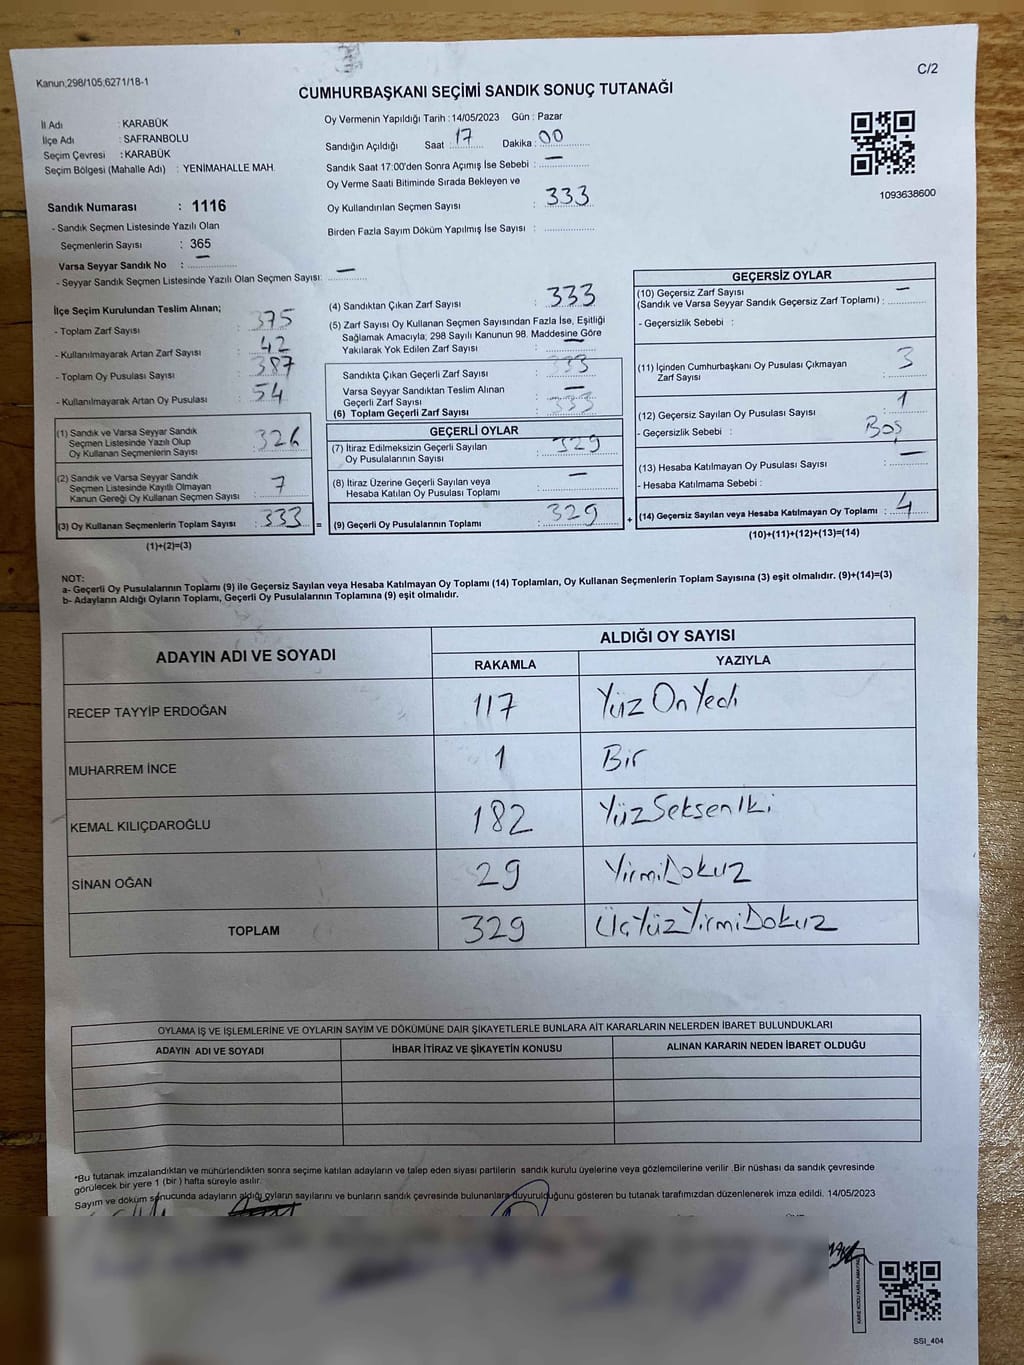 Kanun;298/105;6271/18-1
C/2
CUMHURBAŞKANI SEÇİMİ SANDIK SONUÇ TUTANAĞI
İl Adı : KARABÜK
İlçe Adı : SAFRANBOLU
Seçim Çevresi : KARABÜK
Seçim Bölgesi (Mahalle Adı) : YENİMAHALLE MAH.
Sandık Numarası : 1116
- Sandık Seçmen Listesinde Yazılı Olan
Seçmenlerin Sayısı : 365
Varsa Seyyar Sandık No : —
- Seyyar Sandık Seçmen Listesinde Yazılı Olan Seçmen Sayısı: —
Oy Vermenin Yapıldığı Tarih : 14/05/2023 Gün : Pazar
Sandığın Açıldığı Saat : 17 Dakika : 00
Sandık Saat 17:00'den Sonra Açımış İse Sebebi : —
Oy Verme Saati Bitiminde Sırada Bekleyen ve
Oy Kullandırılan Seçmen Sayısı : 333
Birden Fazla Sayım Döküm Yapılmış İse Sayısı :
1093638600
İlçe Seçim Kurulundan Teslim Alınan;
- Toplam Zarf Sayısı : 375
- Kullanılmayarak Artan Zarf Sayısı : 42
- Toplam Oy Pusulası Sayısı : 387
- Kullanılmayarak Artan Oy Pusulası : 54
(1) Sandık ve Varsa Seyyar Sandık
Seçmen Listesinde Yazılı Olup
Oy Kullanan Seçmenlerin Sayısı : 326
(2) Sandık ve Varsa Seyyar Sandık
Seçmen Listesinde Kayıtlı Olmayan
Kanun Gereği Oy Kullanan Seçmen Sayısı : 7
(3) Oy Kullanan Seçmenlerin Toplam Sayısı : 333 =
(1)+(2)=(3)
(4) Sandıktan Çıkan Zarf Sayısı : 333
(5) Zarf Sayısı Oy Kullanan Seçmen Sayısından Fazla İse, Eşitliği
Sağlamak Amacıyla, 298 Sayılı Kanunun 98. Maddesine Göre
Yakılarak Yok Edilen Zarf Sayısı : —
Sandıkta Çıkan Geçerli Zarf Sayısı : 333
Varsa Seyyar Sandıktan Teslim Alınan
Geçerli Zarf Sayısı : —
(6) Toplam Geçerli Zarf Sayısı : 333
GEÇERLİ OYLAR
(7) İtiraz Edilmeksizin Geçerli Sayılan
Oy Pusulalarının Sayısı : 329
(8) İtiraz Üzerine Geçerli Sayılan veya
Hesaba Katılan Oy Pusulası Toplamı : —
(9) Geçerli Oy Pusulalarının Toplamı : 329 +
GEÇERSİZ OYLAR
(10) Geçersiz Zarf Sayısı
(Sandık ve Varsa Seyyar Sandık Geçersiz Zarf Toplamı) : —
- Geçersizlik Sebebi :
(11) İçinden Cumhurbaşkanı Oy Pusulası Çıkmayan
Zarf Sayısı : 3
(12) Geçersiz Sayılan Oy Pusulası Sayısı : 1
- Geçersizlik Sebebi : Boş
(13) Hesaba Katılmayan Oy Pusulası Sayısı : —
- Hesaba Katılmama Sebebi :
(14) Geçersiz Sayılan veya Hesaba Katılmayan Oy Toplamı : 4
(10)+(11)+(12)+(13)=(14)
NOT:
a- Geçerli Oy Pusulalarının Toplamı (9) ile Geçersiz Sayılan veya Hesaba Katılmayan Oy Toplamı (14) Toplamları, Oy Kullanan Seçmenlerin Toplam Sayısına (3) eşit olmalıdır. (9)+(14)=(3)
b- Adayların Aldığı Oyların Toplamı, Geçerli Oy Pusulalarının Toplamına (9) eşit olmalıdır.
ADAYIN ADI VE SOYADI ALDIĞI OY SAYISI
RAKAMLA YAZIYLA
RECEP TAYYİP ERDOĞAN 117 Yüz On Yedi
MUHARREM İNCE 1 Bir
KEMAL KILIÇDAROĞLU 182 YüzSeksenİki
SİNAN OĞAN 29 YirmiDokuz
TOPLAM 329 ÜçYüzYirmiDokuz
OYLAMA İŞ VE İŞLEMLERİNE VE OYLARIN SAYIM VE DÖKÜMÜNE DAİR ŞİKAYETLERLE BUNLARA AİT KARARLARIN NELERDEN İBARET BULUNDUKLARI
ADAYIN ADI VE SOYADI İHBAR İTİRAZ VE ŞİKAYETİN KONUSU ALINAN KARARIN NEDEN İBARET OLDUĞU
*Bu tutanak imzalandıktan ve mühürlendikten sonra seçime katılan adayların ve talep eden siyasi partilerin sandık kurulu üyelerine veya gözlemcilerine verilir .Bir nüshası da sandık çevresinde
görülecek bir yere 1 (bir ) hafta süreyle asılır.
Sayım ve döküm sonucunda adayların aldığı oyların sayılarını ve bunların sandık çevresinde bulunanlara duyurulduğunu gösteren bu tutanak tarafımızdan düzenlenerek imza edildi. 14/05/2023
SSI_404